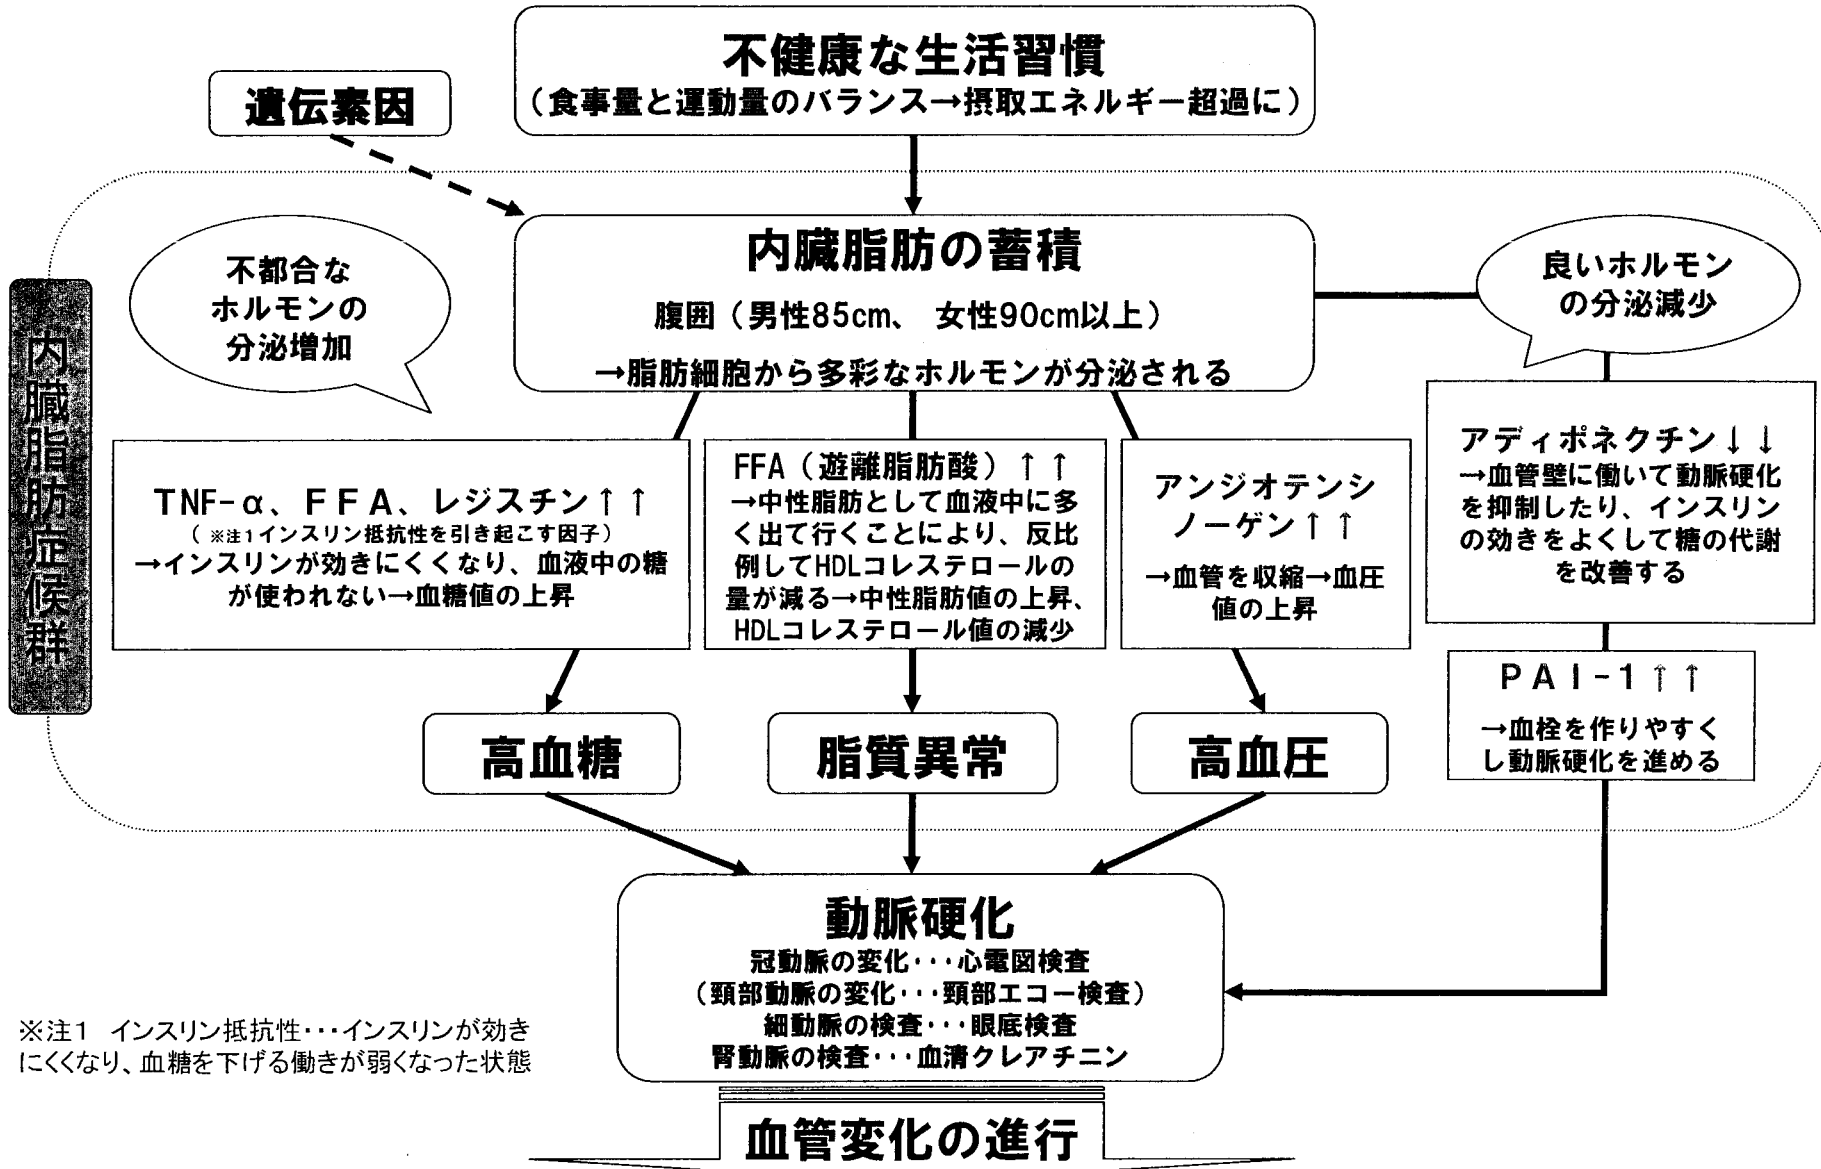 不健康な生活習慣
（食事量と運動量のバランス→摂取エネルギー超過に）
遺伝素因
内臓脂肪の蓄積
腹囲（男性85cm、 女性90cm以上）
→脂肪細胞から多彩なホルモンが分泌される
不都合な
ホルモンの
分泌増加
良いホルモン
の分泌減少
内臓脂肪症候群
TNF-α、ＦＦＡ、レジスチン↑↑
（ ※注1インスリン抵抗性を引き起こす因子）
→インスリンが効きにくくなり、血液中の糖
が使われない→血糖値の上昇
FFA（遊離脂肪酸）↑↑
→中性脂肪として血液中に多
く出て行くことにより、反比
例してHDLコレステロールの
量が減る→中性脂肪値の上昇、
HDLコレステロール値の減少
アンジオテンシ
ノーゲン↑↑
→血管を収縮→血圧
値の上昇
アディポネクチン↓↓
→血管壁に働いて動脈硬化
を抑制したり、インスリン
の効きをよくして糖の代謝
を改善する
ＰＡＩ-１↑↑
→血栓を作りやすく
し動脈硬化を進める
高血糖
脂質異常
高血圧
動脈硬化
冠動脈の変化･･･心電図検査
（頸部動脈の変化･･･頸部エコー検査）
細動脈の検査･･･眼底検査
腎動脈の検査･･･血清クレアチニン
※注1　インスリン抵抗性･･･インスリンが効き
にくくなり、血糖を下げる働きが弱くなった状態
血管変化の進行